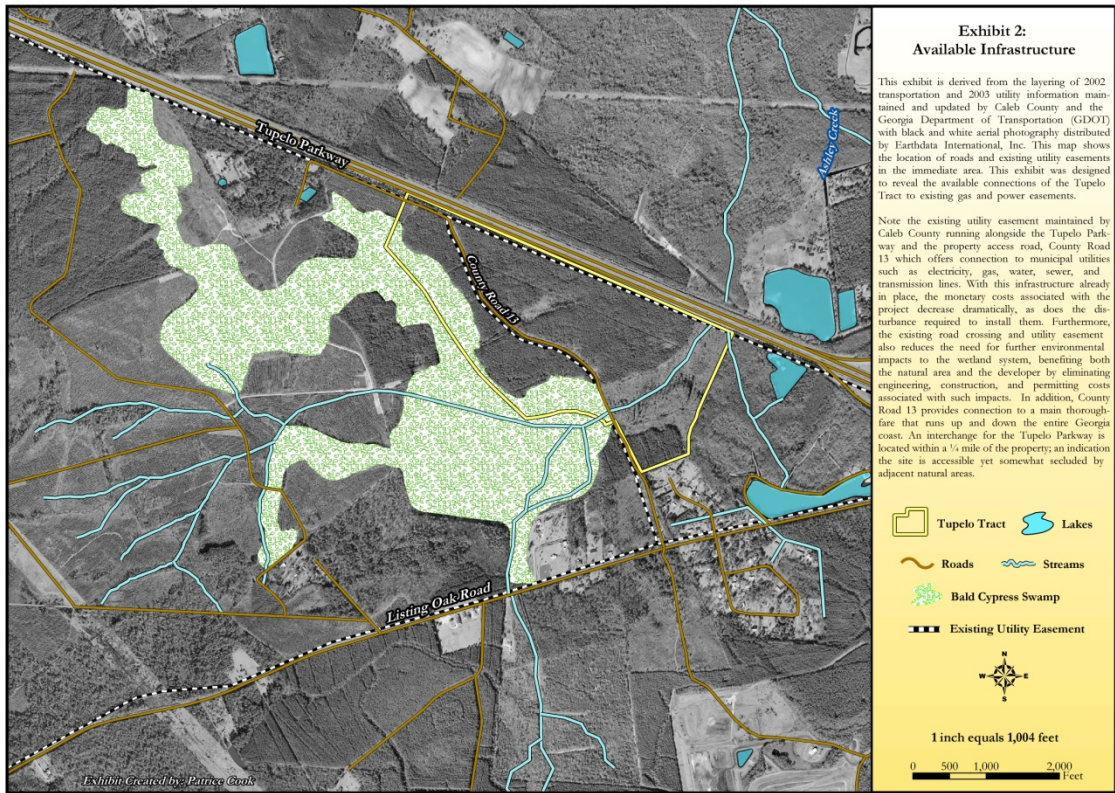 Exhibit 2:
Available Infrastructure
This exhibit is derived from the layering of 2002
transportation and 2003 utility information main-
tained and updated by Caleb County and the
Georgia Department of Transportation (GDOT)
with black and white aerial photography distributed
by Earthdata International, Inc. This map shows
the location of roads and existing utility easements
in the immediate area. This exhibit was designed
to reveal the available connections of the Tupelo
Tract to existing gas and power easements.
Note the existing utility easement maintained by
Caleb County running alongside the Tupelo Park-
way and the property access road, County Road
13 which offers connection to municipal utilities
such as electricity, gas, water, sewer, and
transmission lines. With this infrastructure already
in place, the monetary costs associated with the
project decrease dramatically, as does the dis-
turbance required to install them. Furthermore,
the existing road crossing and utility easement
also reduces the need for further environmental
impacts to the wetland system, benefiting both
the natural area and the developer by eliminating
engineering, construction, and permitting costs
associated with such impacts. In addition, County
Road 13 provides connection to a main thorough-
fare that runs up and down the entire Georgia
coast. An interchange for the Tupelo Parkway is
located within a ¼ mile of the property; an indication
the site is accessible yet somewhat secluded by
adjacent natural areas.
Tupelo Tract
Lakes
Roads
Streams
Bald Cypress Swamp
Existing Utility Easement
N
W E
S
1 inch equals 1,004 feet
0 500 1,000 2,000
Feet
Tupelo Parkway
Ashley Creek
County Road 13
Listing Oak Road
Exhibit Created by: Patrice Cook